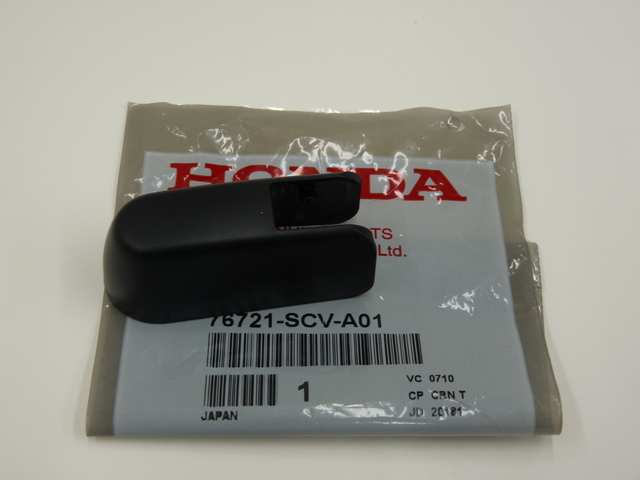 HONDA
TS
Ltd.
76721-SCV-A01
1
VC 0710
CP CRN T
JAPAN
JD 20181